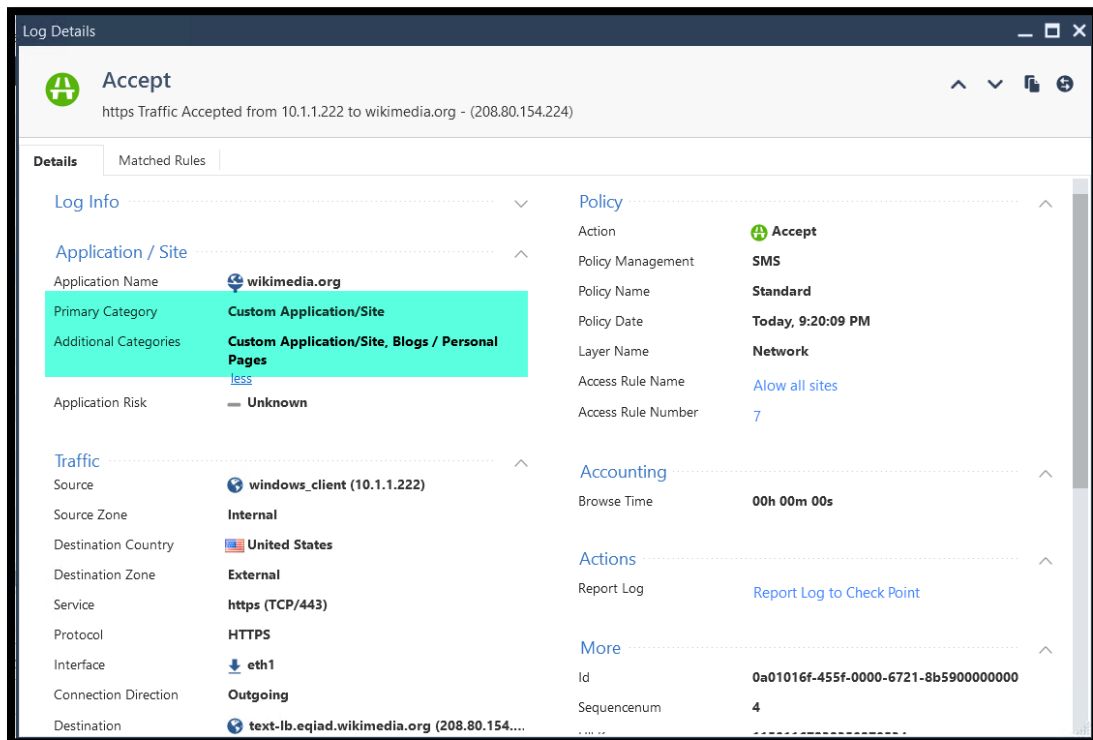 Log Details
Accept
https Traffic Accepted from 10.1.1.222 to wikimedia.org - (208.80.154.224)
Details
Matched Rules
Log Info
Application / Site
Application Name wikimedia.org
Primary Category Custom Application/Site
Additional Categories Custom Application/Site, Blogs / Personal
Pages
less
Application Risk Unknown
Traffic
Source windows_client (10.1.1.222)
Source Zone Internal
Destination Country United States
Destination Zone External
Service https (TCP/443)
Protocol HTTPS
Interface eth1
Connection Direction Outgoing
Destination text-lb.eqiad.wikimedia.org (208.80.154....
Policy
Action Accept
Policy Management SMS
Policy Name Standard
Policy Date Today, 9:20:09 PM
Layer Name Network
Access Rule Name Alow all sites
Access Rule Number 7
Accounting
Browse Time 00h 00m 00s
Actions
Report Log Report Log to Check Point
More
Id 0a01016f-455f-0000-6721-8b5900000000
Sequencenum 4